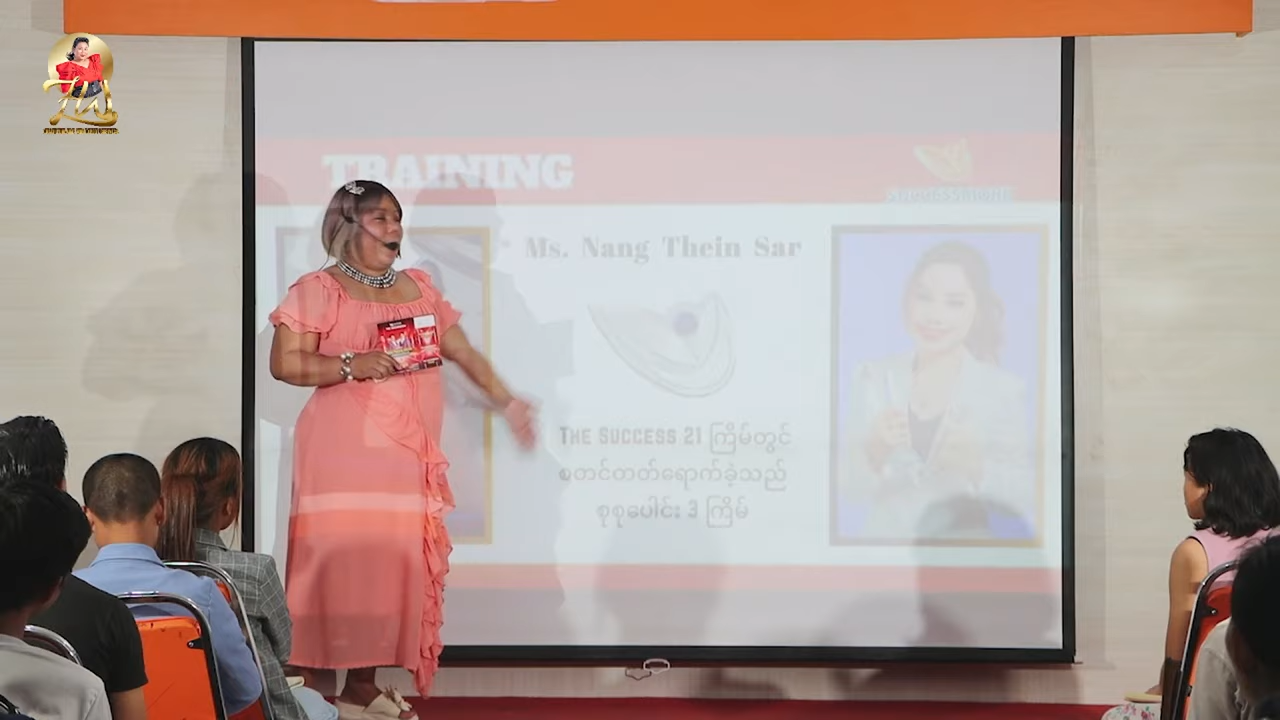 TRAINING
Ms. Nang Thein Sar
THE SUCCESS 21 ကြိမ်တွင်
စတင်တတ်ရောက်ခဲ့သည်
စုစုပေါင်း 3 ကြိမ်